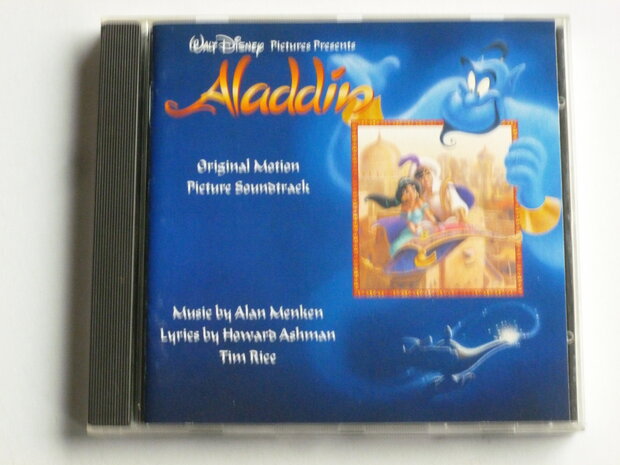 Walt Disney Pictures Presents
Aladdin
Original Motion
Picture Soundtrack
Music by Alan Menken
Lyrics by Howard Ashman
Tim Rice